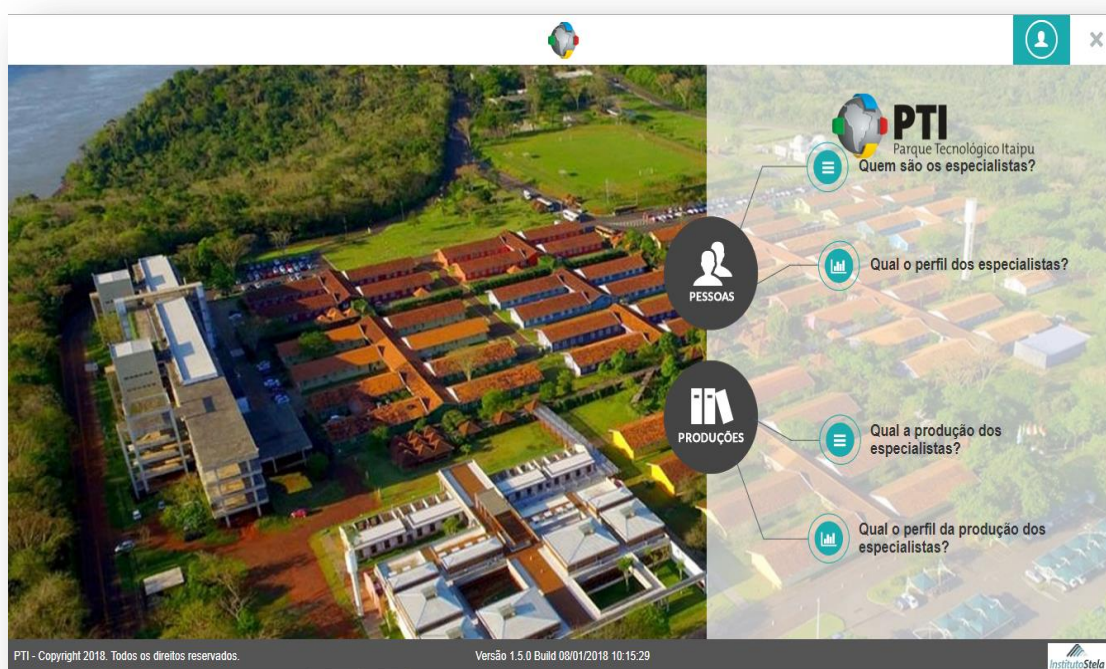 PTI
Parque Tecnológico Itaipu
Quem são os especialistas?
Qual o perfil dos especialistas?
PESSOAS
PRODUÇÕES
Qual a produção dos
especialistas?
Qual o perfil da produção dos
especialistas?
PTI - Copyright 2018. Todos os direitos reservados.
Versão 1.5.0 Build 08/01/2018 10:15:29
InstitutoStela